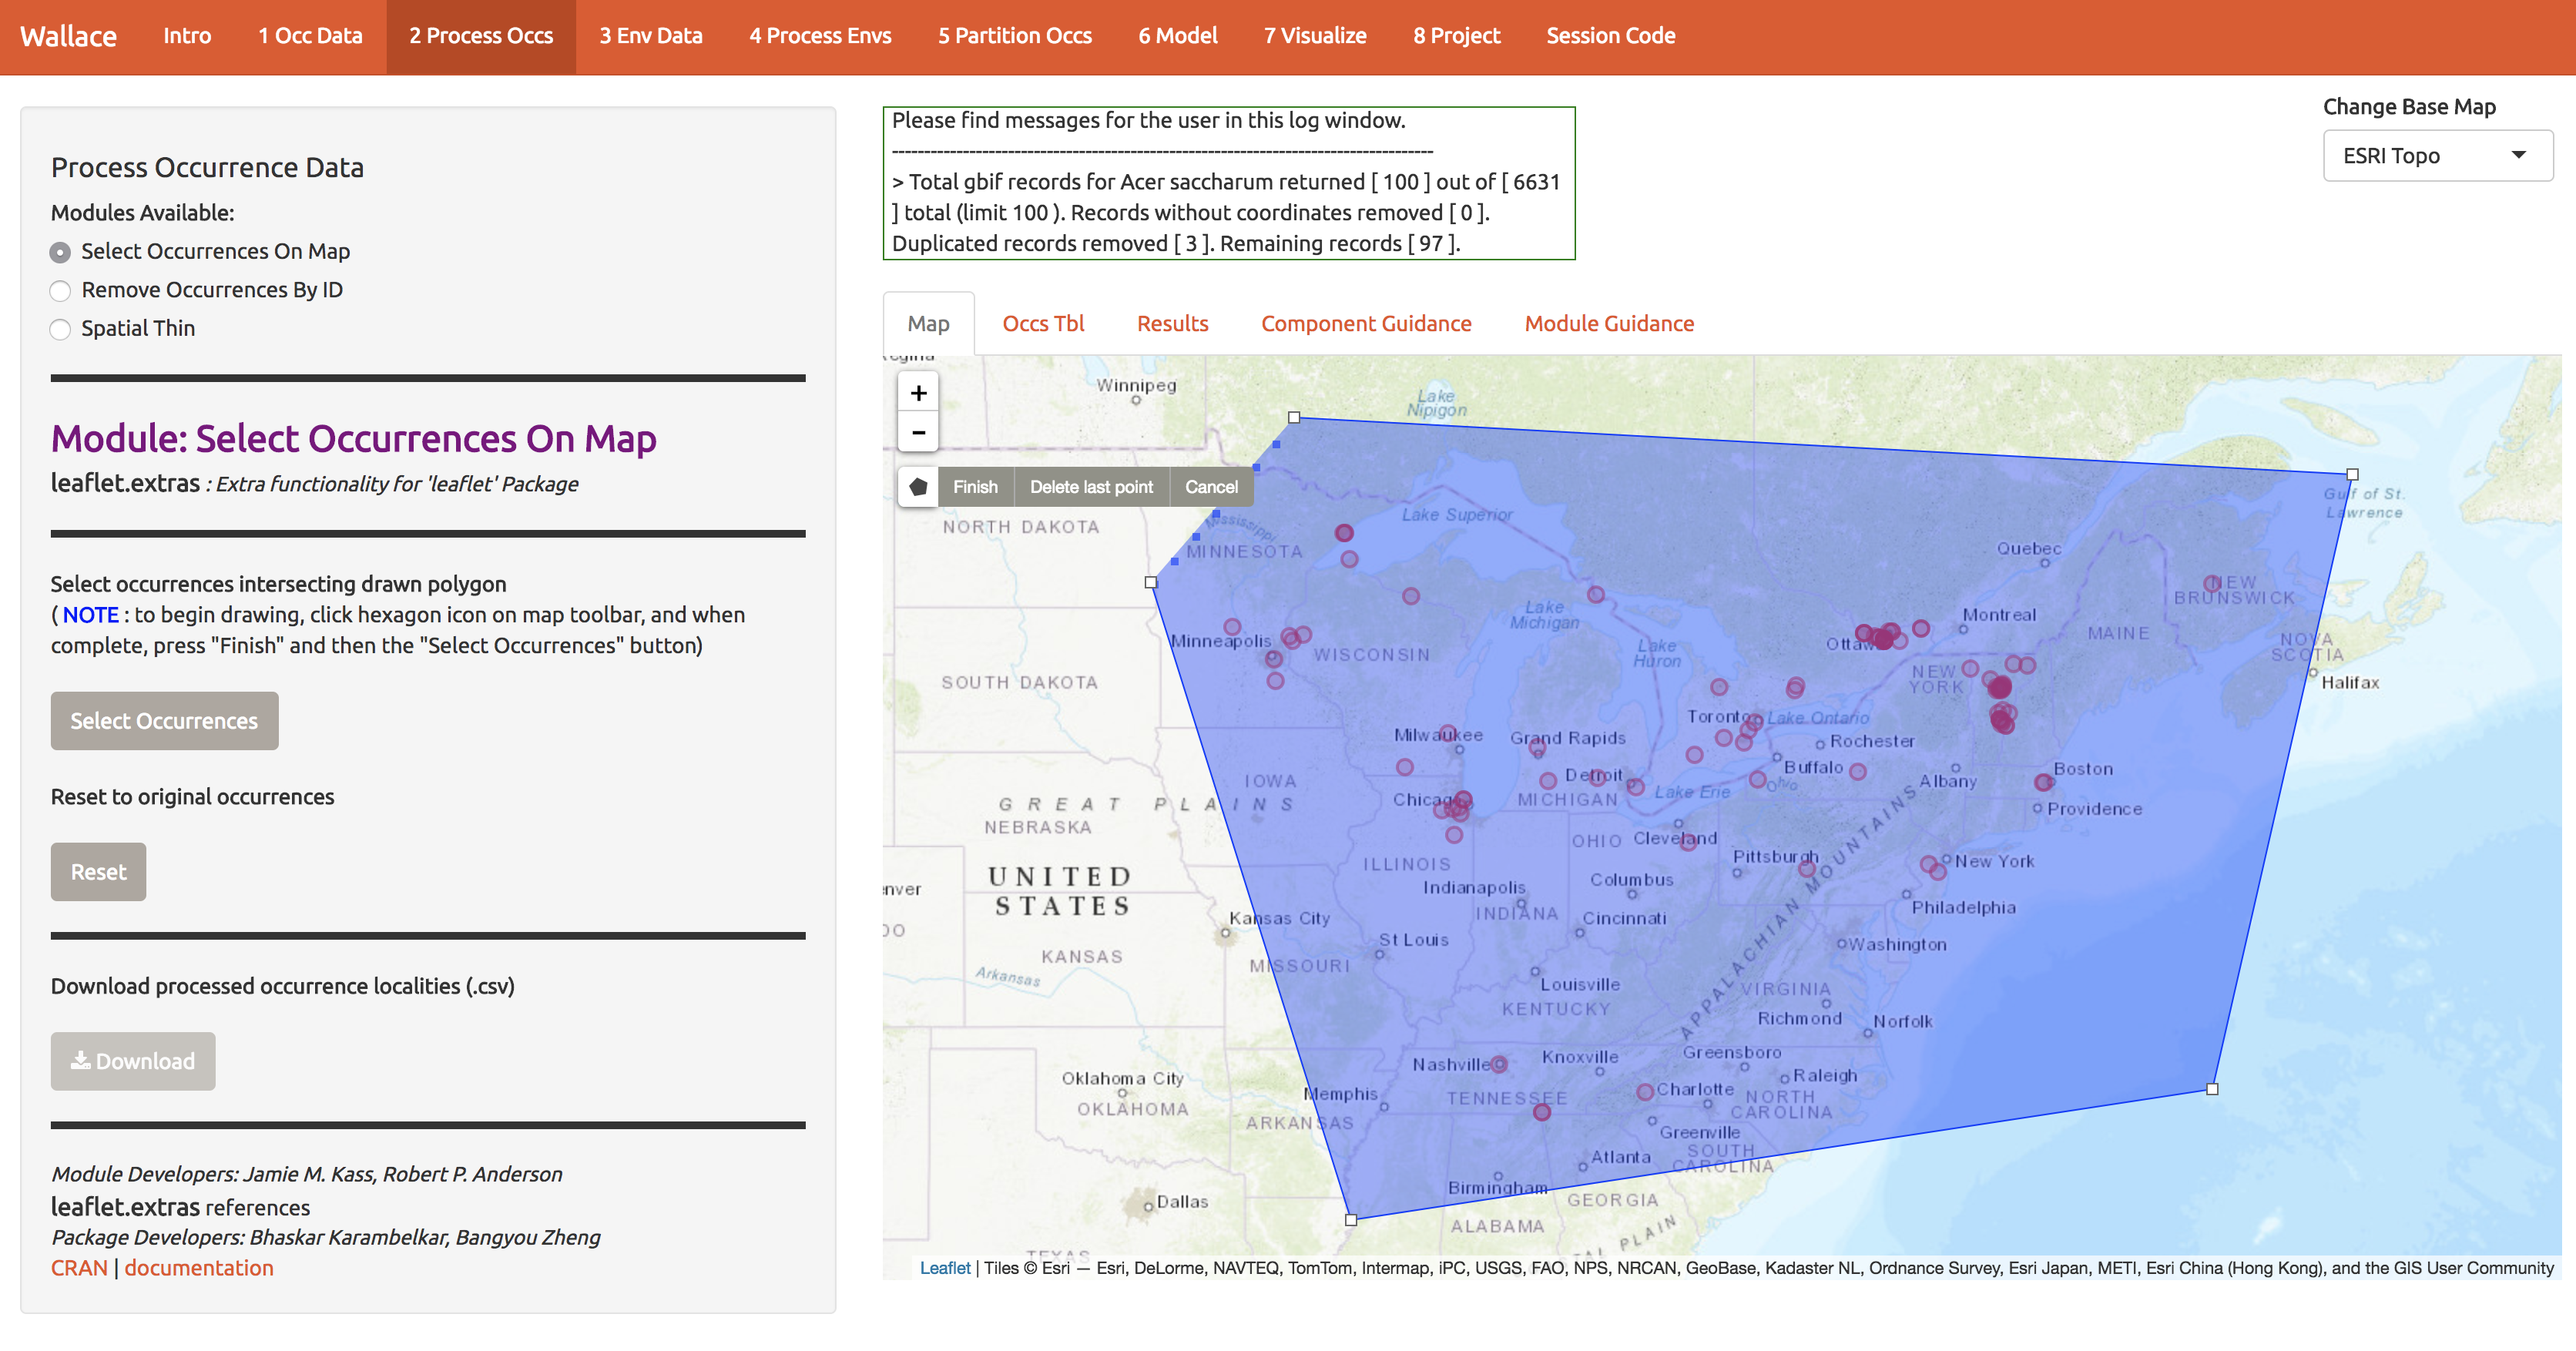 Wallace Intro 1 Occ Data 2 Process Occs 3 Env Data 4 Process Envs 5 Partition Occs 6 Model 7 Visualize 8 Project Session Code
Process Occurrence Data
Modules Available:
Select Occurrences On Map
Remove Occurrences By ID
Spatial Thin
Module: Select Occurrences On Map
leaflet.extras : Extra functionality for 'leaflet' Package
Select occurrences intersecting drawn polygon
( NOTE : to begin drawing, click hexagon icon on map toolbar, and when
complete, press "Finish" and then the "Select Occurrences" button)
Select Occurrences
Reset to original occurrences
Reset
Download processed occurrence localities (.csv)
Download
Module Developers: Jamie M. Kass, Robert P. Anderson
leaflet.extras references
Package Developers: Bhaskar Karambelkar, Bangyou Zheng
CRAN | documentation
Please find messages for the user in this log window.
--------------------------------------------------------------------------------------
> Total gbif records for Acer saccharum returned [ 100 ] out of [ 6631
] total (limit 100 ). Records without coordinates removed [ 0 ].
Duplicated records removed [ 3 ]. Remaining records [ 97 ].
Change Base Map
ESRI Topo
Map Occs Tbl Results Component Guidance Module Guidance
+
−
Finish Delete last point Cancel
Winnipeg
Lake
Nipigon
Gulf of St.
Lawrence
NORTH DAKOTA
Mississippi
Lake Superior
MINNESOTA
Quebec
NEW
BRUNSWICK
Lake
Michigan
Montreal
MAINE
Minneapolis
WISCONSIN
Lake
Huron
Ottawa
NOVA
SCOTIA
SOUTH DAKOTA
NEW
YORK
Halifax
Toronto
Lake Ontario
Milwaukee
Grand Rapids
Rochester
IOWA
Detroit
Buffalo
Boston
Albany
GREAT PLAINS
Chicago
MICHIGAN
Lake Erie
Ohio
Providence
NEBRASKA
OHIO
Cleveland
ILLINOIS
Pittsburgh
New York
UNITED
STATES
enver
Indianapolis
Columbus
INDIANA
Cincinnati
Philadelphia
Kansas City
St Louis
Washington
DO
KANSAS
MISSOURI
APPALACHIAN MOUNTAINS
Arkansas
Louisville
VIRGINIA
KENTUCKY
Richmond
Norfolk
Nashville
Knoxville
Greensboro
Oklahoma City
Memphis
TENNESSEE
Charlotte
Raleigh
OKLAHOMA
NORTH
CAROLINA
ARKANSAS
Greenville
Atlanta
SOUTH
CAROLINA
Birmingham
Dallas
GEORGIA
ALABAMA
TEXAS
TAL PLAIN
Leaflet | Tiles © Esri — Esri, DeLorme, NAVTEQ, TomTom, Intermap, iPC, USGS, FAO, NPS, NRCAN, GeoBase, Kadaster NL, Ordnance Survey, Esri Japan, METI, Esri China (Hong Kong), and the GIS User Community